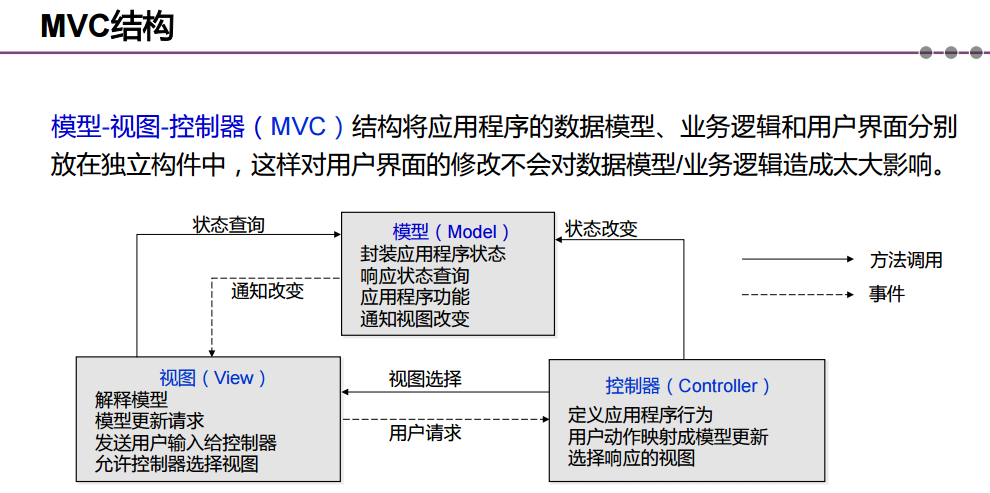 MVC结构
模型-视图-控制器（MVC）结构将应用程序的数据模型、业务逻辑和用户界面分别
放在独立构件中，这样对用户界面的修改不会对数据模型/业务逻辑造成太大影响。
状态查询
模型（Model）
封装应用程序状态
响应状态查询
应用程序功能
通知视图改变
状态改变
方法调用
事件
通知改变
视图（View）
解释模型
模型更新请求
发送用户输入给控制器
允许控制器选择视图
视图选择
用户请求
控制器（Controller）
定义应用程序行为
用户动作映射成模型更新
选择响应的视图